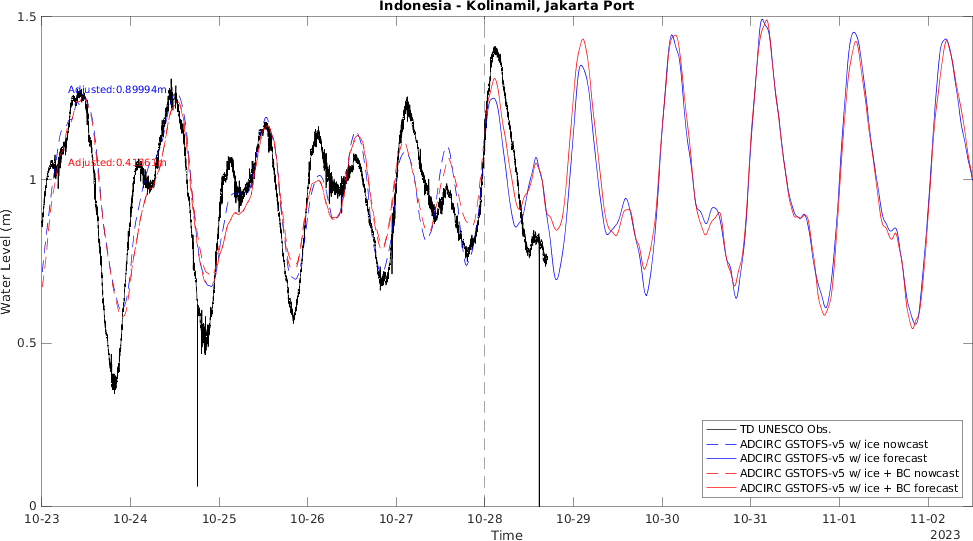 Indonesia - Kolinamil, Jakarta Port
1.5
1
0.5
0
Water Level (m)
Adjusted:0.89994m
10-23
10-24
10-25
10-26
10-27
10-28
10-29
10-30
10-31
11-01
11-02
Time
2023
TD UNESCO Obs.
ADCIRC GSTOFS-v5 w/ ice nowcast
ADCIRC GSTOFS-v5 w/ ice forecast
ADCIRC GSTOFS-v5 w/ ice + BC nowcast
ADCIRC GSTOFS-v5 w/ ice + BC forecast